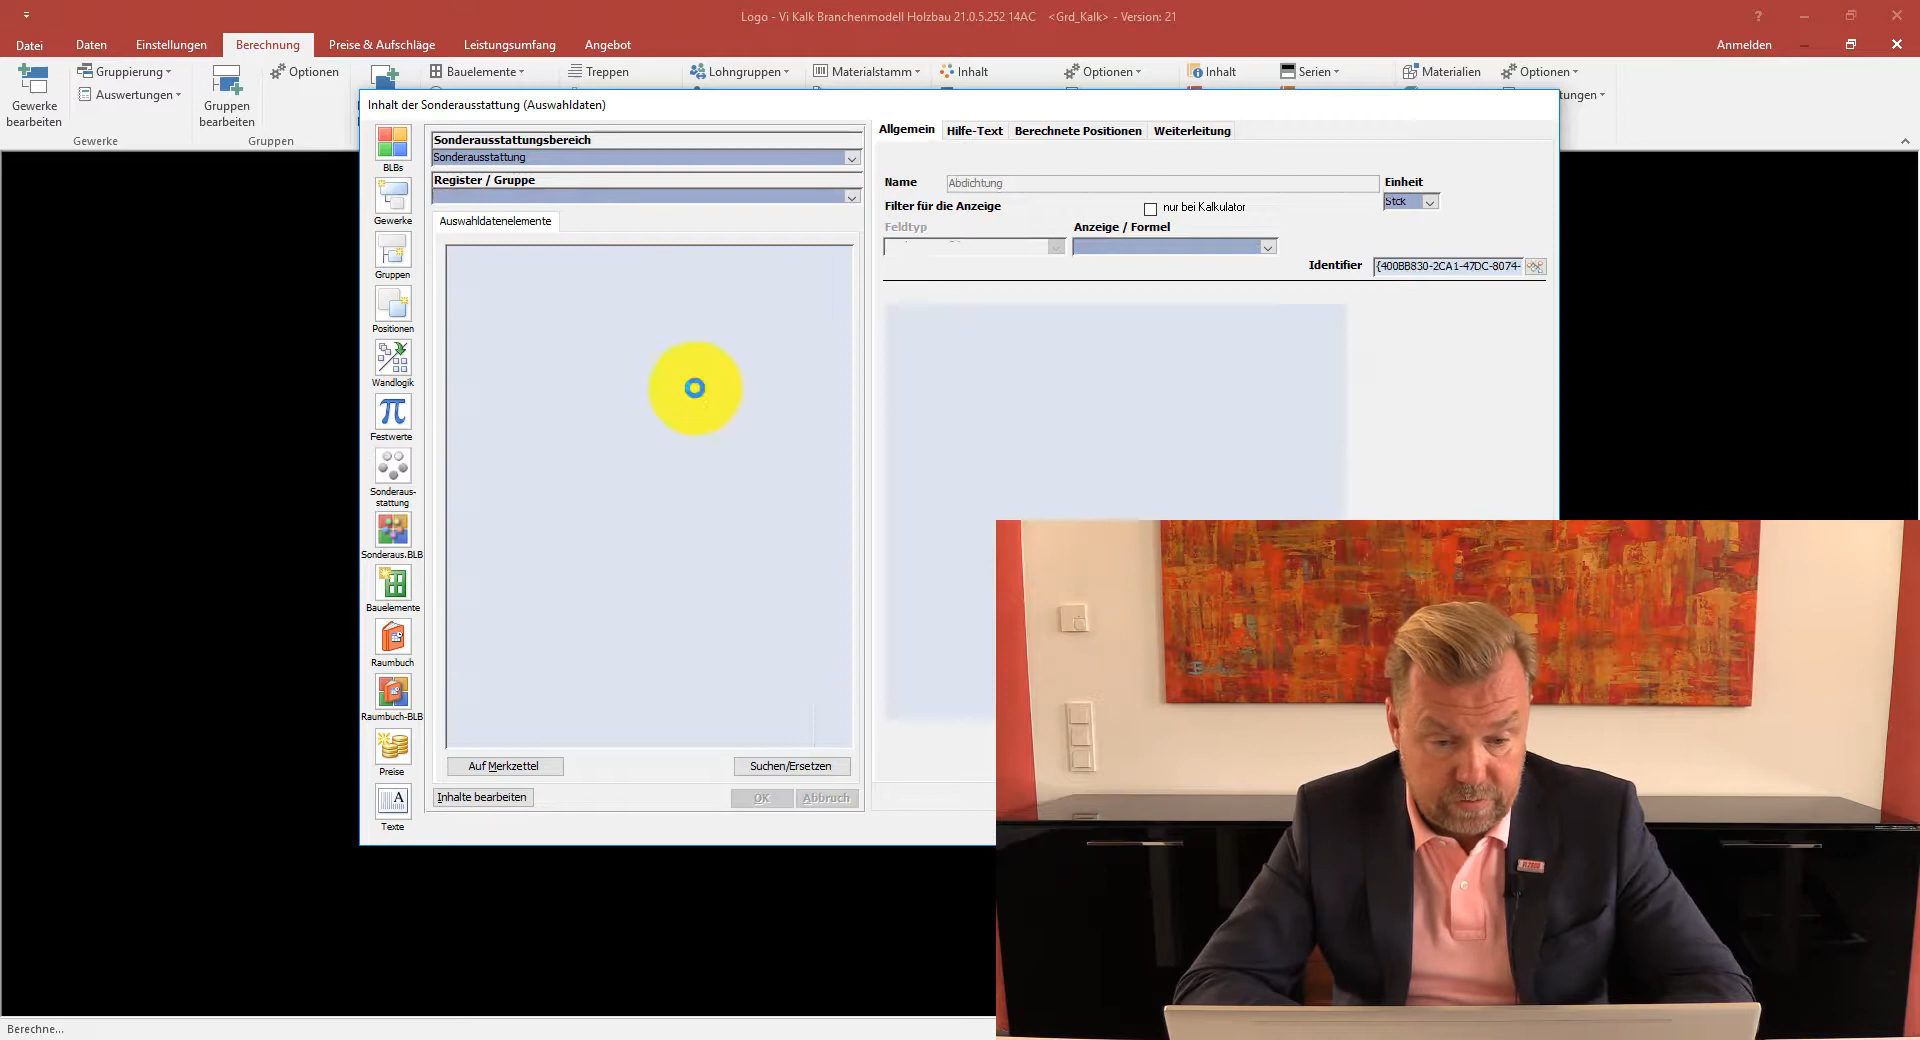 Logo - Vi Kalk Branchenmodell Holzbau 21.0.5.252 14AC <Grd_Kalk> - Version: 21
Datei Daten Einstellungen Berechnung Preise & Aufschläge Leistungsumfang Angebot Anmelden
Gruppierung Optionen Bauelemente Treppen Lohngruppen Materialstamm Inhalt Optionen Inhalt Serien Materialien Optionen
Auswertungen tungen
Gewerke bearbeiten
Gruppen bearbeiten
Gewerke Gruppen
Inhalt der Sonderausstattung (Auswahldaten)
BLBs
Gewerke
Gruppen
Positionen
Wandlogik
Festwerte
Sonderaus-
stattung
Sonderaus.BLB
Bauelemente
Raumbuch
Raumbuch-BLB
Preise
Texte
Sonderausstattungsbereich
Sonderausstattung
Register / Gruppe
Auswahldatenelemente
Auf Merkzettel Suchen/Ersetzen
Inhalte bearbeiten OK Abbruch
Allgemein Hilfe-Text Berechnete Positionen Weiterleitung
Name Abdichtung Einheit
Stck
Filter für die Anzeige nur bei Kalkulator
Feldtyp Anzeige / Formel
Identifier {400BB830-2CA1-47DC-8074-
Berechne...